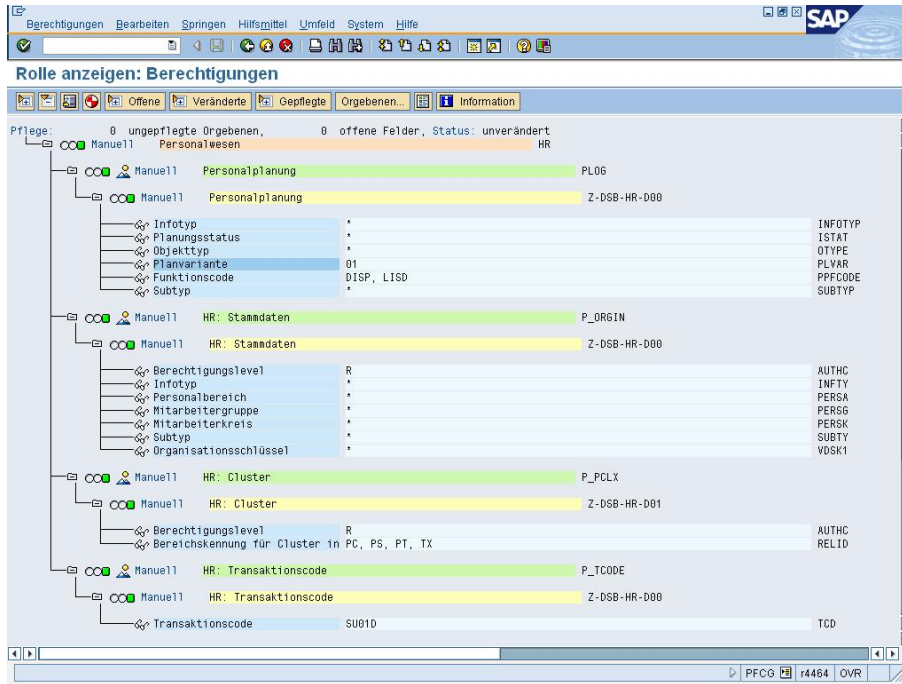 Berechtigungen Bearbeiten Springen Hilfsmittel Umfeld System Hilfe
SAP
Rolle anzeigen: Berechtigungen
Offene Veränderte Gepflegte Orgebenen... Information
Pflege: 0 ungepflegte Orgebenen, 0 offene Felder, Status: unverändert
Manuell Personalwesen HR
Manuell Personalplanung PLOG
Manuell Personalplanung Z-DSB-HR-D00
Infotyp * INFOTYP
Planungsstatus * ISTAT
Objekttyp * OTYPE
Planvariante 01 PLVAR
Funktionscode DISP, LISD PPFCODE
Subtyp * SUBTYP
Manuell HR: Stammdaten P_ORGIN
Manuell HR: Stammdaten Z-DSB-HR-D00
Berechtigungslevel R AUTHC
Infotyp * INFTY
Personalbereich * PERSA
Mitarbeitergruppe * PERSG
Mitarbeiterkreis * PERSK
Subtyp * SUBTY
Organisationsschlüssel * VDSK1
Manuell HR: Cluster P_PCLX
Manuell HR: Cluster Z-DSB-HR-D01
Berechtigungslevel R AUTHC
Bereichskennung für Cluster in PC, PS, PT, TX RELID
Manuell HR: Transaktionscode P_TCODE
Manuell HR: Transaktionscode Z-DSB-HR-D00
Transaktionscode SU01D TCD
PFCG r4464 OVR